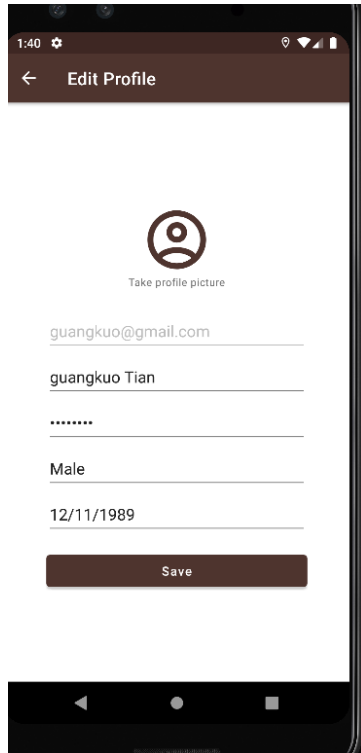 1:40
Edit Profile
Take profile picture
guangkuo@gmail.com
guangkuo Tian
••••••••
Male
12/11/1989
Save